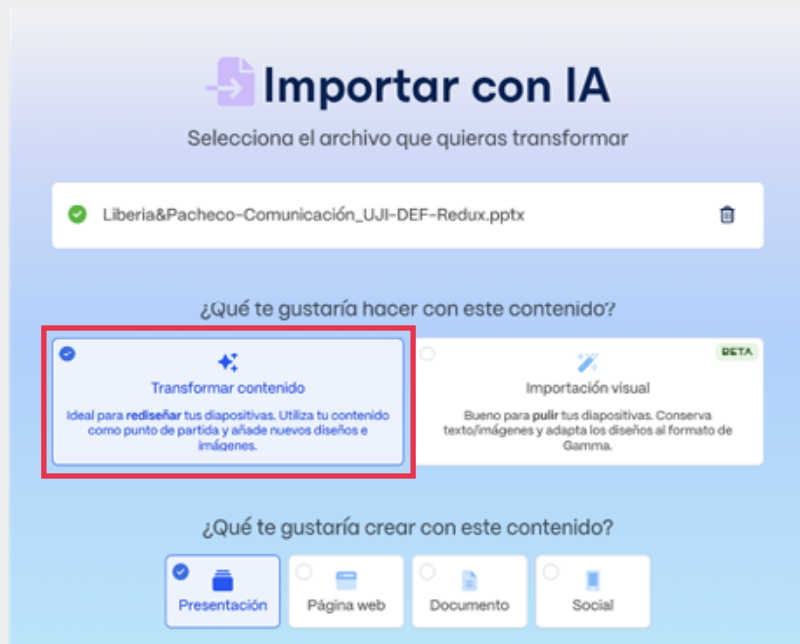 Importar con IA
Selecciona el archivo que quieras transformar
Liberia&Pacheco-Comunicación_UJI-DEF-Redux.pptx
¿Qué te gustaría hacer con este contenido?
Transformar contenido
Ideal para rediseñar tus diapositivas. Utiliza tu contenido
como punto de partida y añade nuevos diseños e
imágenes.
BETA
Importación visual
Bueno para pulir tus diapositivas. Conserva
texto/imágenes y adapta los diseños al formato de
Gamma.
¿Qué te gustaría crear con este contenido?
Presentación
Página web
Documento
Social